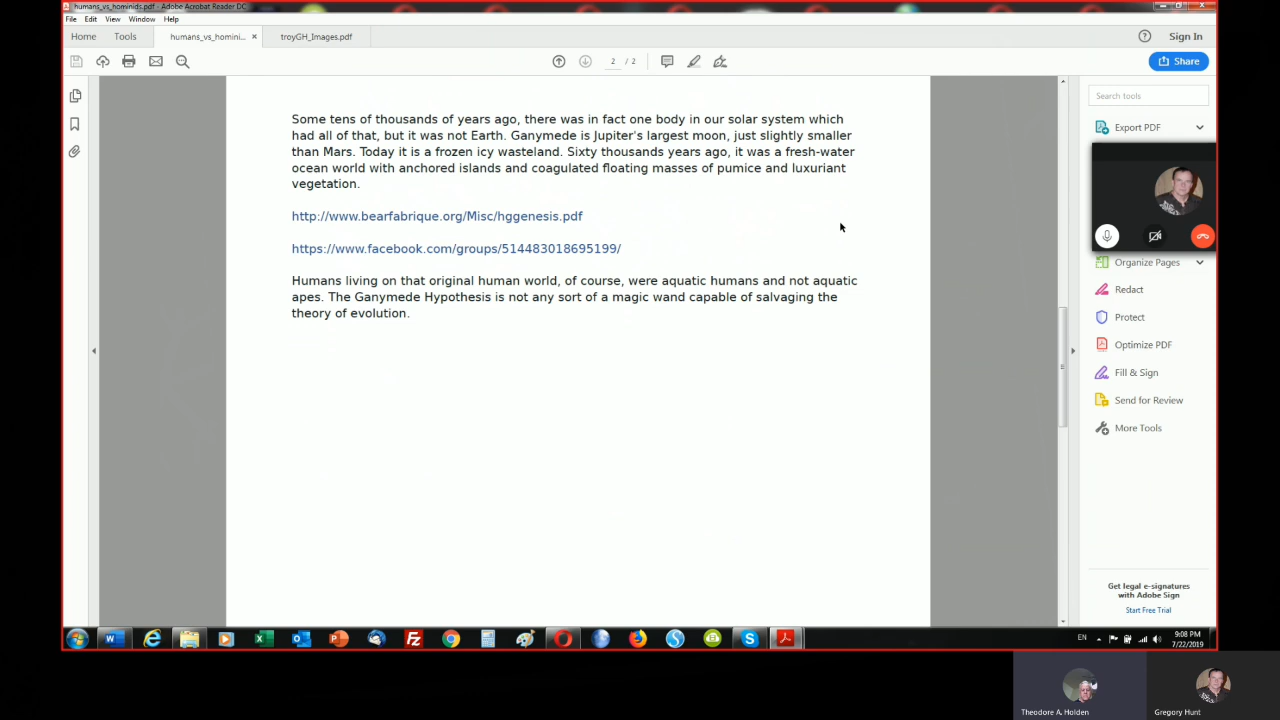 humans_vs_hominids.pdf - Adobe Acrobat Reader DC
File Edit View Window Help
Home Tools humans_vs_homini... × troyGH_Images.pdf Sign In
2 / 2 Share
Search tools
Export PDF
Organize Pages
Redact
Protect
Optimize PDF
Fill & Sign
Send for Review
More Tools
Get legal e-signatures
with Adobe Sign
Start Free Trial
Some tens of thousands of years ago, there was in fact one body in our solar system which
had all of that, but it was not Earth. Ganymede is Jupiter's largest moon, just slightly smaller
than Mars. Today it is a frozen icy wasteland. Sixty thousands years ago, it was a fresh-water
ocean world with anchored islands and coagulated floating masses of pumice and luxuriant
vegetation.
http://www.bearfabrique.org/Misc/hggenesis.pdf
https://www.facebook.com/groups/514483018695199/
Humans living on that original human world, of course, were aquatic humans and not aquatic
apes. The Ganymede Hypothesis is not any sort of a magic wand capable of salvaging the
theory of evolution.
EN 9:08 PM
7/22/2019
Theodore A. Holden Gregory Hunt